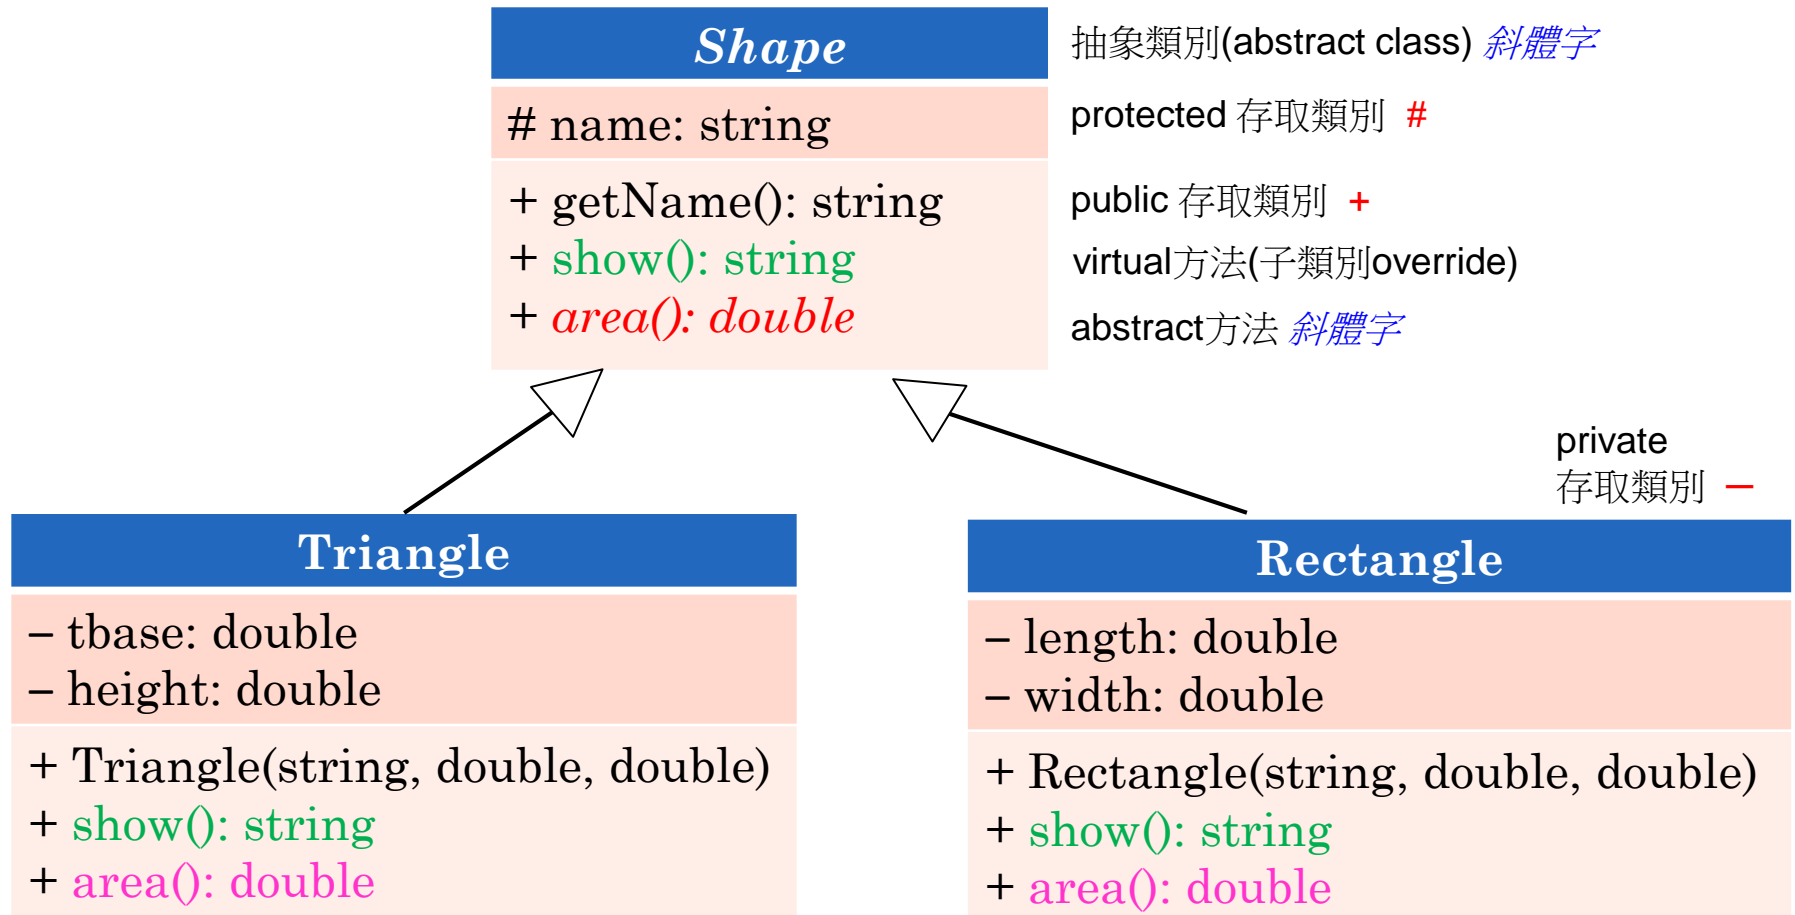 Shape
抽象類別(abstract class) 斜體字
# name: string
protected 存取類別 #
+ getName(): string
public 存取類別 +
+ show(): string
virtual方法(子類別override)
+ area(): double
abstract方法 斜體字
private
存取類別 –
Triangle
– tbase: double
– height: double
+ Triangle(string, double, double)
+ show(): string
+ area(): double
Rectangle
– length: double
– width: double
+ Rectangle(string, double, double)
+ show(): string
+ area(): double